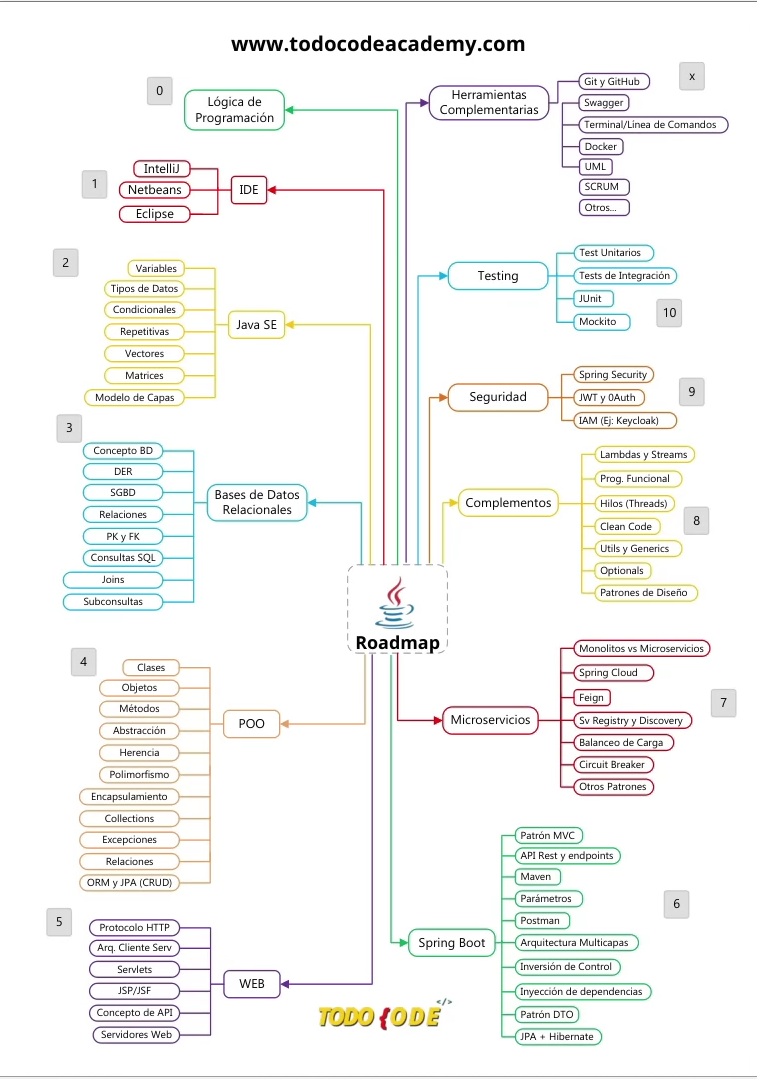 www.todocodeacademy.com
0
Lógica de
Programación
1
IntelliJ
Netbeans
Eclipse
IDE
2
Variables
Tipos de Datos
Condicionales
Repetitivas
Vectores
Matrices
Modelo de Capas
Java SE
3
Concepto BD
DER
SGBD
Relaciones
PK y FK
Consultas SQL
Joins
Subconsultas
Bases de Datos
Relacionales
4
Clases
Objetos
Métodos
Abstracción
Herencia
Polimorfismo
Encapsulamiento
Collections
Excepciones
Relaciones
ORM y JPA (CRUD)
POO
5
Protocolo HTTP
Arq. Cliente Serv
Servlets
JSP/JSF
Concepto de API
Servidores Web
WEB
Roadmap
Herramientas
Complementarias
x
Git y GitHub
Swagger
Terminal/Linea de Comandos
Docker
UML
SCRUM
Otros...
Testing
Test Unitarios
Tests de Integración
JUnit
Mockito
10
Seguridad
Spring Security
JWT y 0Auth
IAM (Ej: Keycloak)
9
Complementos
Lambdas y Streams
Prog. Funcional
Hilos (Threads)
Clean Code
Utils y Generics
Optionals
Patrones de Diseño
8
Microservicios
Monolitos vs Microservicios
Spring Cloud
Feign
Sv Registry y Discovery
Balanceo de Carga
Circuit Breaker
Otros Patrones
7
Spring Boot
Patrón MVC
API Rest y endpoints
Maven
Parámetros
Postman
Arquitectura Multicapas
Inversión de Control
Inyección de dependencias
Patrón DTO
JPA + Hibernate
6
TODO {ODE </>